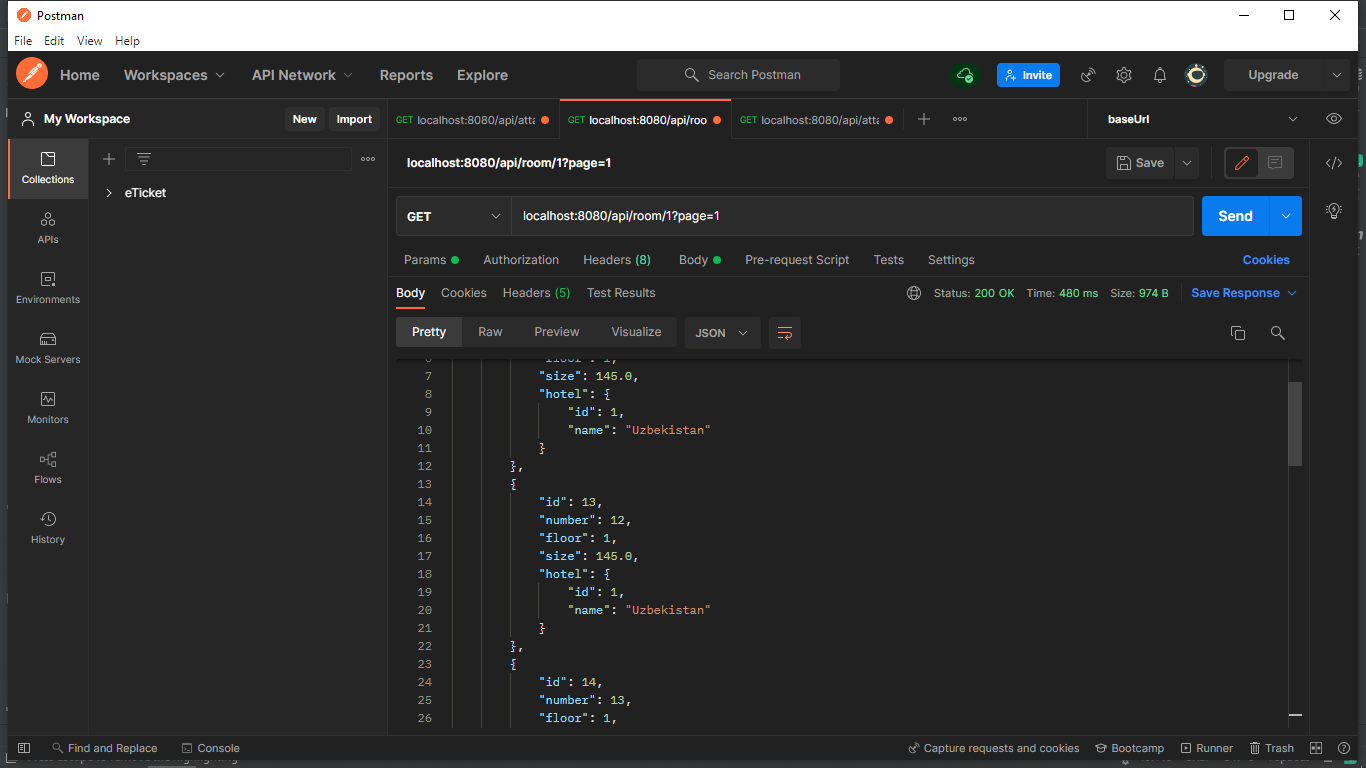 Postman
File Edit View Help
Home Workspaces API Network Reports Explore Search Postman Invite Upgrade
My Workspace New Import GET localhost:8080/api/atta GET localhost:8080/api/roo GET localhost:8080/api/atta baseUrl
localhost:8080/api/room/1?page=1 Save
Collections
eTicket
APIs
Environments
Mock Servers
Monitors
Flows
History
GET localhost:8080/api/room/1?page=1 Send
Params Authorization Headers (8) Body Pre-request Script Tests Settings Cookies
Body Cookies Headers (5) Test Results Status: 200 OK Time: 480 ms Size: 974 B Save Response
Pretty Raw Preview Visualize JSON
6 "floor": 1,
7 "size": 145.0,
8 "hotel": {
9 "id": 1,
10 "name": "Uzbekistan"
11 }
12 },
13 {
14 "id": 13,
15 "number": 12,
16 "floor": 1,
17 "size": 145.0,
18 "hotel": {
19 "id": 1,
20 "name": "Uzbekistan"
21 }
22 },
23 {
24 "id": 14,
25 "number": 13,
26 "floor": 1,
Find and Replace Console Capture requests and cookies Bootcamp Runner Trash